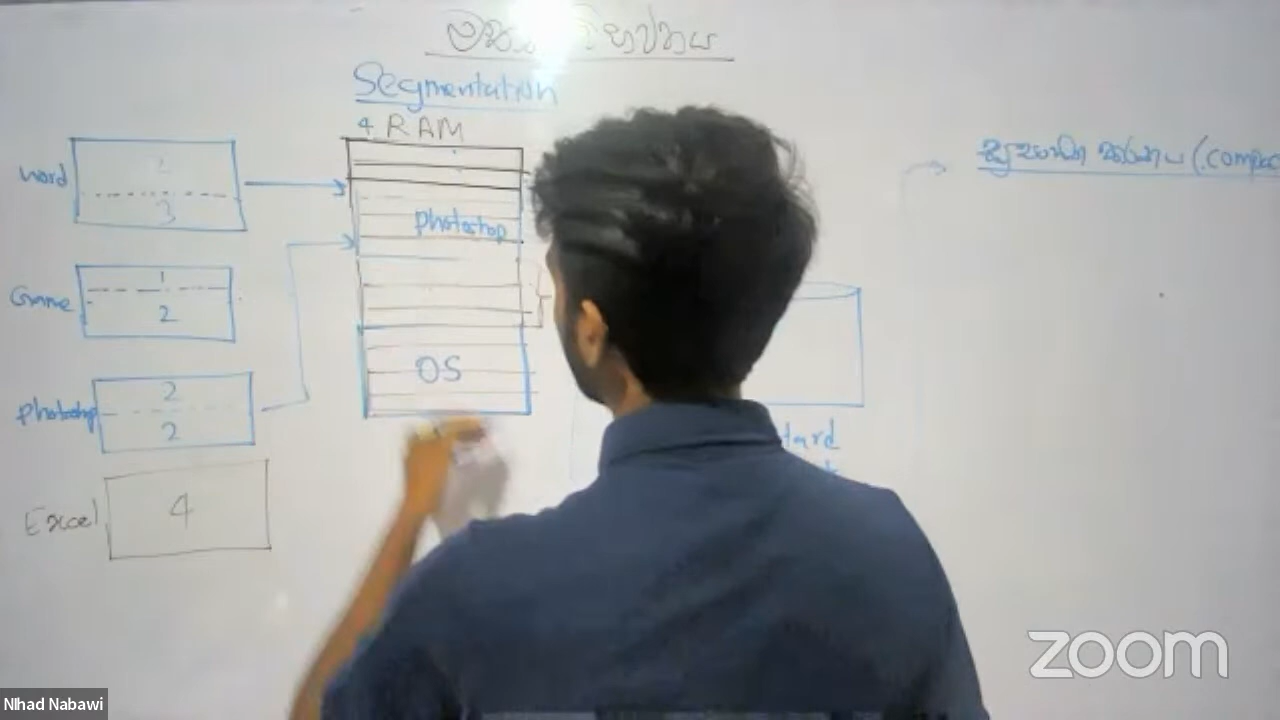 Segmentation
4 RAM
word
2
3
photoshop
Game
1
2
OS
photoshop
2
2
Excel
4
සුසංහිත කිරීම (compac
Hard
zoom
NIhad Nabawi